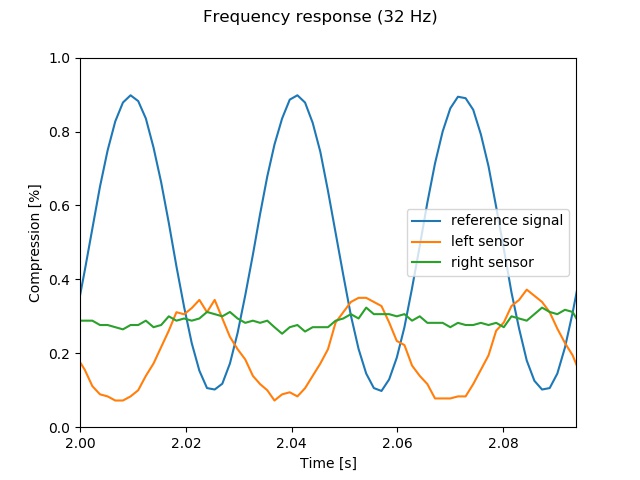 Frequency response (32 Hz)
1.0
0.8
0.6
0.4
0.2
0.0
Compression [%]
reference signal
left sensor
right sensor
2.00 2.02 2.04 2.06 2.08
Time [s]